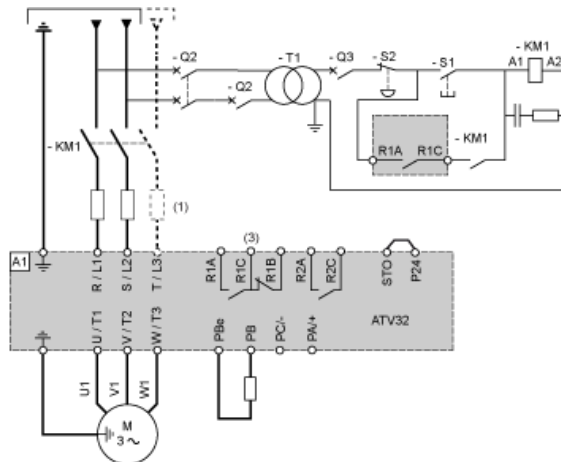 - Q2
- T1
- Q3
- S2
- S1
- KM1
A1
A2
- Q2
- KM1
R1A
R1C
- KM1
(1)
(3)
A1
R / L1
S / L2
T / L3
R1A
R1C
R1B
R2A
R2C
STO
P24
ATV32
U / T1
V / T2
W / T3
PBe
PB
PC/-
PA/+
U1
V1
W1
M
3 ~